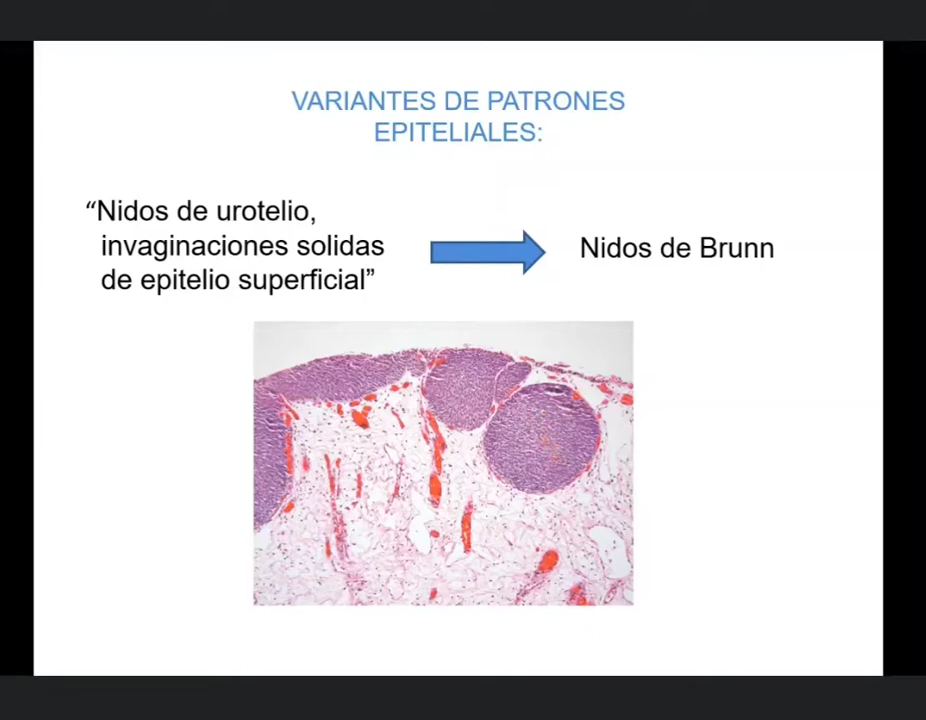 VARIANTES DE PATRONES
EPITELIALES:
“Nidos de urotelio,
invaginaciones solidas
de epitelio superficial”
Nidos de Brunn